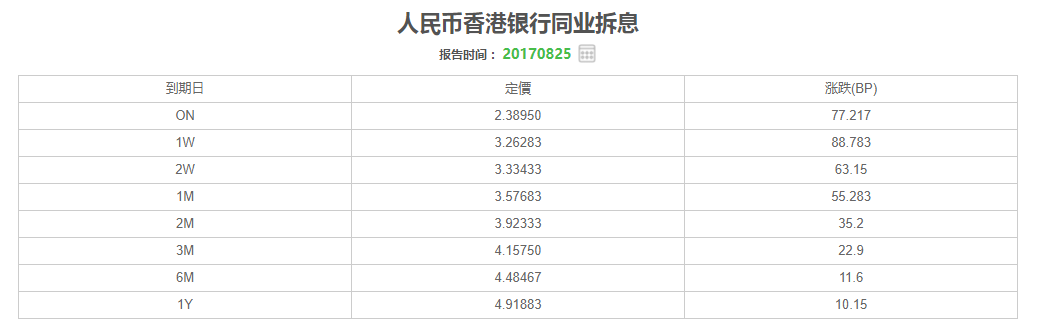 人民币香港银行同业拆息
报告时间： 20170825
到期日 定價 涨跌(BP)
ON 2.38950 77.217
1W 3.26283 88.783
2W 3.33433 63.15
1M 3.57683 55.283
2M 3.92333 35.2
3M 4.15750 22.9
6M 4.48467 11.6
1Y 4.91883 10.15